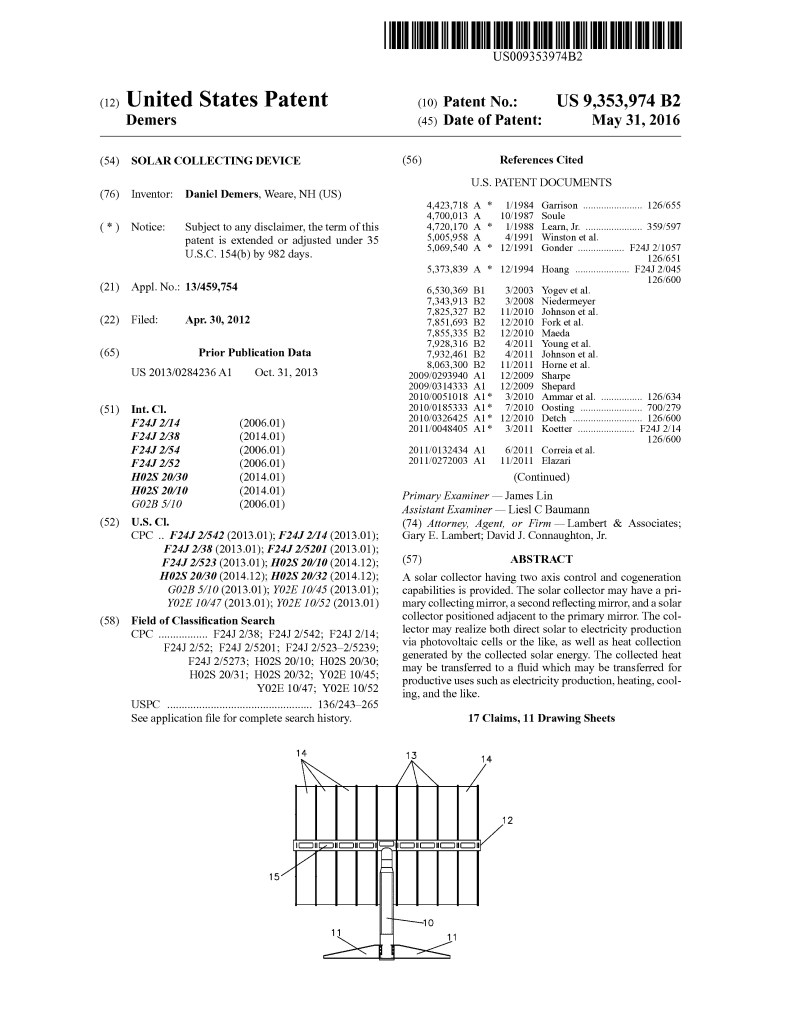 US009353974B2
(12) United States Patent
Demers
(10) Patent No.: US 9,353,974 B2
(45) Date of Patent: May 31, 2016
(54) SOLAR COLLECTING DEVICE
(76) Inventor: Daniel Demers, Weare, NH (US)
( * ) Notice: Subject to any disclaimer, the term of this
patent is extended or adjusted under 35
U.S.C. 154(b) by 982 days.
(21) Appl. No.: 13/459,754
(22) Filed: Apr. 30, 2012
(65) Prior Publication Data
US 2013/0284236 A1 Oct. 31, 2013
(51) Int. Cl.
F24J 2/14 (2006.01)
F24J 2/38 (2014.01)
F24J 2/54 (2006.01)
F24J 2/52 (2006.01)
H02S 20/30 (2014.01)
H02S 20/10 (2014.01)
G02B 5/10 (2006.01)
(52) U.S. Cl.
CPC .. F24J 2/542 (2013.01); F24J 2/14 (2013.01);
F24J 2/38 (2013.01); F24J 2/5201 (2013.01);
F24J 2/523 (2013.01); H02S 20/10 (2014.12);
H02S 20/30 (2014.12); H02S 20/32 (2014.12);
G02B 5/10 (2013.01); Y02E 10/45 (2013.01);
Y02E 10/47 (2013.01); Y02E 10/52 (2013.01)
(58) Field of Classification Search
CPC ................. F24J 2/38; F24J 2/542; F24J 2/14;
F24J 2/52; F24J 2/5201; F24J 2/523–2/5239;
F24J 2/5273; H02S 20/10; H02S 20/30;
H02S 20/31; H02S 20/32; Y02E 10/45;
Y02E 10/47; Y02E 10/52
USPC ................................................. 136/243–265
See application file for complete search history.
(56) References Cited
U.S. PATENT DOCUMENTS
4,423,718 A * 1/1984 Garrison ...................... 126/655
4,700,013 A 10/1987 Soule
4,720,170 A * 1/1988 Learn, Jr. ..................... 359/597
5,005,958 A 4/1991 Winston et al.
5,069,540 A * 12/1991 Gonder ................. F24J 2/1057
126/651
5,373,839 A * 12/1994 Hoang .................... F24J 2/045
126/600
6,530,369 B1 3/2003 Yogev et al.
7,343,913 B2 3/2008 Niedermeyer
7,825,327 B2 11/2010 Johnson et al.
7,851,693 B2 12/2010 Fork et al.
7,855,335 B2 12/2010 Maeda
7,928,316 B2 4/2011 Young et al.
7,932,461 B2 4/2011 Johnson et al.
8,063,300 B2 11/2011 Horne et al.
2009/0293940 A1 12/2009 Sharpe
2009/0314333 A1 12/2009 Shepard
2010/0051018 A1* 3/2010 Ammar et al. ............... 126/634
2010/0185333 A1* 7/2010 Oosting ....................... 700/279
2010/0326425 A1* 12/2010 Detch .......................... 126/600
2011/0048405 A1* 3/2011 Koetter ..................... F24J 2/14
126/600
2011/0132434 A1 6/2011 Correia et al.
2011/0272003 A1 11/2011 Elazari
(Continued)
Primary Examiner — James Lin
Assistant Examiner — Liesl C Baumann
(74) Attorney, Agent, or Firm — Lambert & Associates;
Gary E. Lambert; David J. Connaughton, Jr.
(57) ABSTRACT
A solar collector having two axis control and cogeneration
capabilities is provided. The solar collector may have a pri-
mary collecting mirror, a second reflecting mirror, and a solar
collector positioned adjacent to the primary mirror. The col-
lector may realize both direct solar to electricity production
via photovoltaic cells or the like, as well as heat collection
generated by the collected solar energy. The collected heat
may be transferred to a fluid which may be transferred for
productive uses such as electricity production, heating, cool-
ing, and the like.
17 Claims, 11 Drawing Sheets
14 13 14
12
15
10
11 11